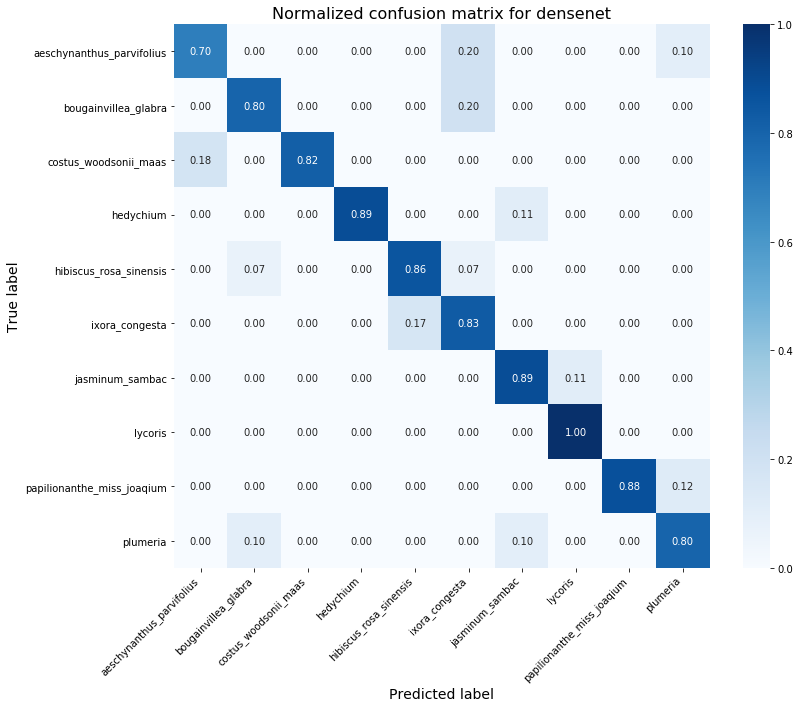 Normalized confusion matrix for densenet
True label
aeschynanthus_parvifolius 0.70 0.00 0.00 0.00 0.00 0.20 0.00 0.00 0.00 0.10
bougainvillea_glabra 0.00 0.80 0.00 0.00 0.00 0.20 0.00 0.00 0.00 0.00
costus_woodsonii_maas 0.18 0.00 0.82 0.00 0.00 0.00 0.00 0.00 0.00 0.00
hedychium 0.00 0.00 0.00 0.89 0.00 0.00 0.11 0.00 0.00 0.00
hibiscus_rosa_sinensis 0.00 0.07 0.00 0.00 0.86 0.07 0.00 0.00 0.00 0.00
ixora_congesta 0.00 0.00 0.00 0.00 0.17 0.83 0.00 0.00 0.00 0.00
jasminum_sambac 0.00 0.00 0.00 0.00 0.00 0.00 0.89 0.11 0.00 0.00
lycoris 0.00 0.00 0.00 0.00 0.00 0.00 0.00 1.00 0.00 0.00
papilionanthe_miss_joaqium 0.00 0.00 0.00 0.00 0.00 0.00 0.00 0.00 0.88 0.12
plumeria 0.00 0.10 0.00 0.00 0.00 0.00 0.10 0.00 0.00 0.80
aeschynanthus_parvifolius
bougainvillea_glabra
costus_woodsonii_maas
hedychium
hibiscus_rosa_sinensis
ixora_congesta
jasminum_sambac
lycoris
papilionanthe_miss_joaqium
plumeria
Predicted label
1.0
0.8
0.6
0.4
0.2
0.0